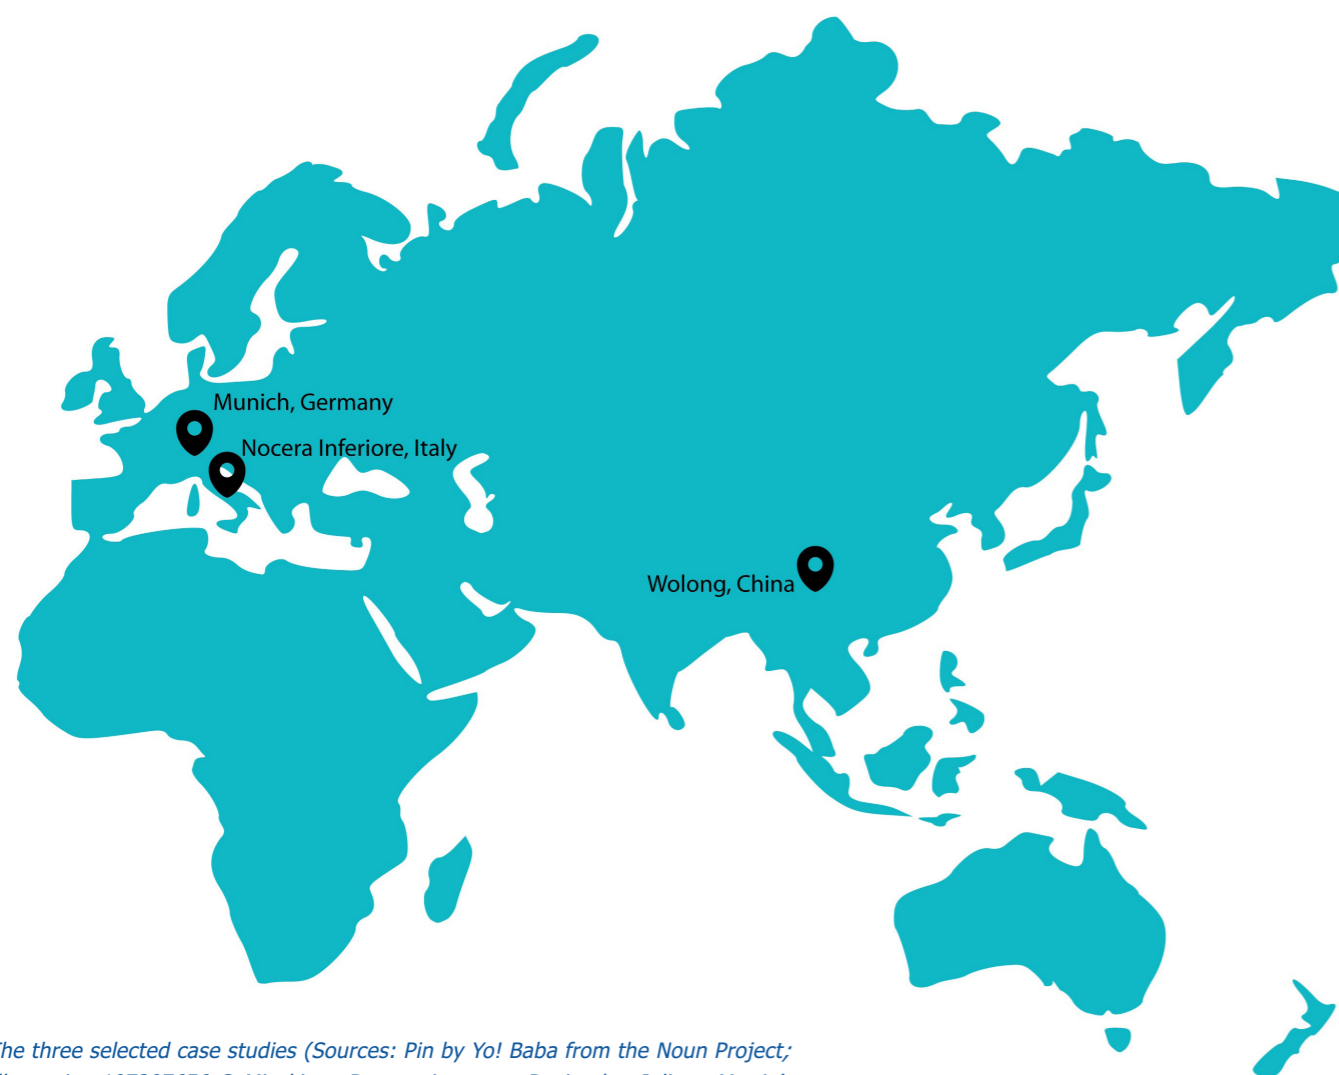 Munich, Germany
Nocera Inferiore, Italy
Wolong, China
The three selected case studies (Sources: Pin by Yo! Baba from the Noun Project;